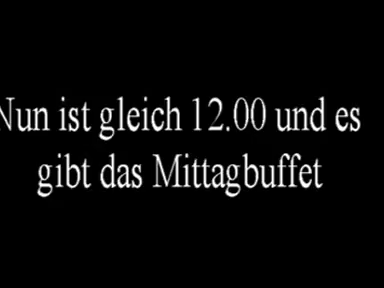 Nun ist gleich 12.00 und es
gibt das Mittagbuffet